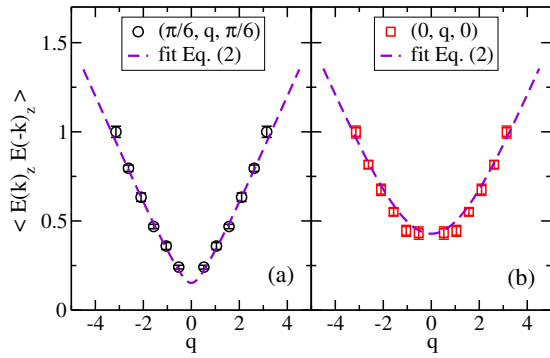 (π/6, q, π/6)
fit Eq. (2)
(0, q, 0)
fit Eq. (2)
< E(k)z E(-k)z >
1.5
1
0.5
0
(a)
(b)
-4 -2 0 2 4
-4 -2 0 2 4
q
q